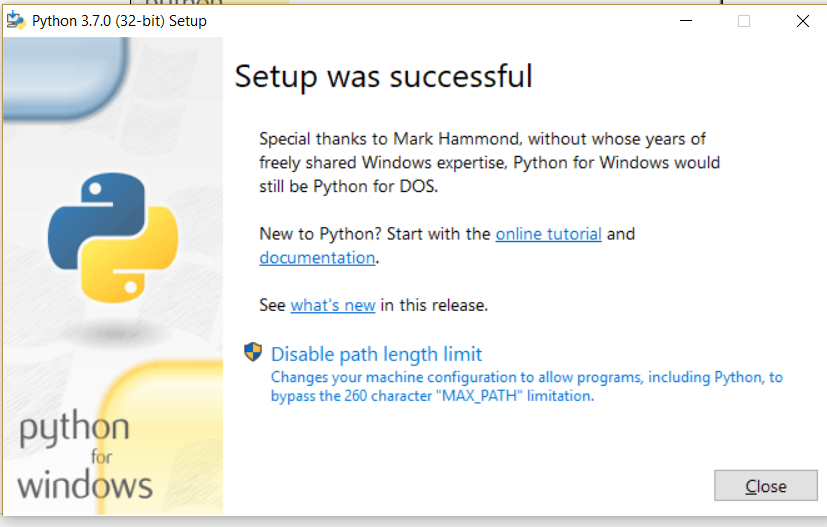 Python 3.7.0 (32-bit) Setup
Setup was successful
Special thanks to Mark Hammond, without whose years of
freely shared Windows expertise, Python for Windows would
still be Python for DOS.
New to Python? Start with the online tutorial and
documentation.
See what's new in this release.
Disable path length limit
Changes your machine configuration to allow programs, including Python, to
bypass the 260 character "MAX_PATH" limitation.
python
for
windows
Close